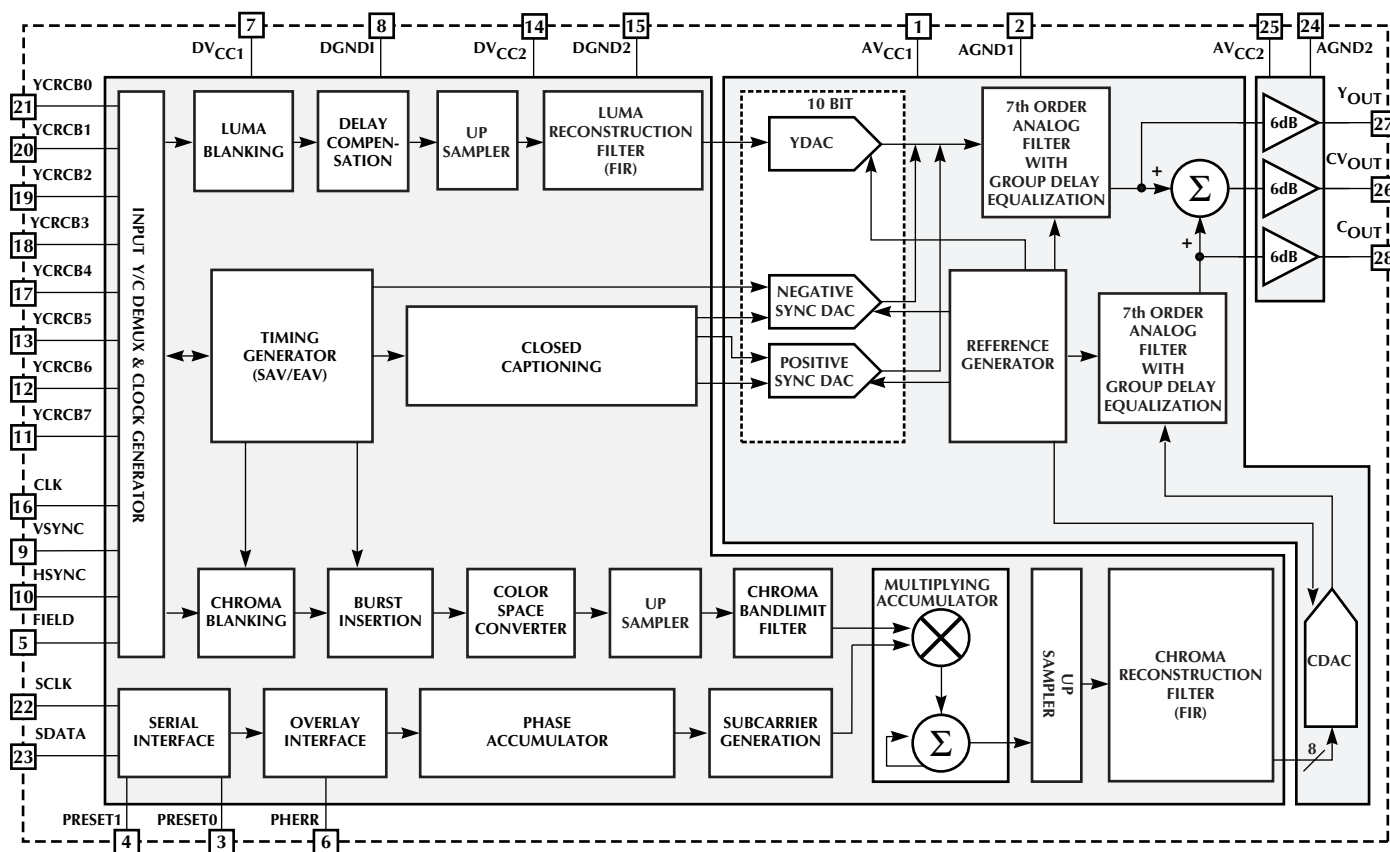 7
8
14
15
1
2
25
24
DVCC1
DGNDI
DVCC2
DGND2
AVCC1
AGND1
AVCC2
AGND2
YCRCB0
21
YCRCB1
20
YCRCB2
19
YCRCB3
18
YCRCB4
17
YCRCB5
13
YCRCB6
12
YCRCB7
11
CLK
16
VSYNC
9
HSYNC
10
FIELD
5
SCLK
22
SDATA
23
INPUT Y/C DEMUX & CLOCK GENERATOR
LUMA
BLANKING
DELAY
COMPEN-
SATION
UP
SAMPLER
LUMA
RECONSTRUCTION
FILTER
(FIR)
10 BIT
YDAC
7th ORDER
ANALOG
FILTER
WITH
GROUP DELAY
EQUALIZATION
+
Σ
+
6dB
YOUT
27
6dB
CVOUT
26
6dB
COUT
28
TIMING
GENERATOR
(SAV/EAV)
CLOSED
CAPTIONING
NEGATIVE
SYNC DAC
POSITIVE
SYNC DAC
REFERENCE
GENERATOR
7th ORDER
ANALOG
FILTER
WITH
GROUP DELAY
EQUALIZATION
CHROMA
BLANKING
BURST
INSERTION
COLOR
SPACE
CONVERTER
UP
SAMPLER
CHROMA
BANDLIMIT
FILTER
MULTIPLYING
ACCUMULATOR
Σ
UP
SAMPLER
CHROMA
RECONSTRUCTION
FILTER
(FIR)
8
CDAC
SERIAL
INTERFACE
OVERLAY
INTERFACE
PHASE
ACCUMULATOR
SUBCARRIER
GENERATION
PRESET1
4
PRESET0
3
PHERR
6